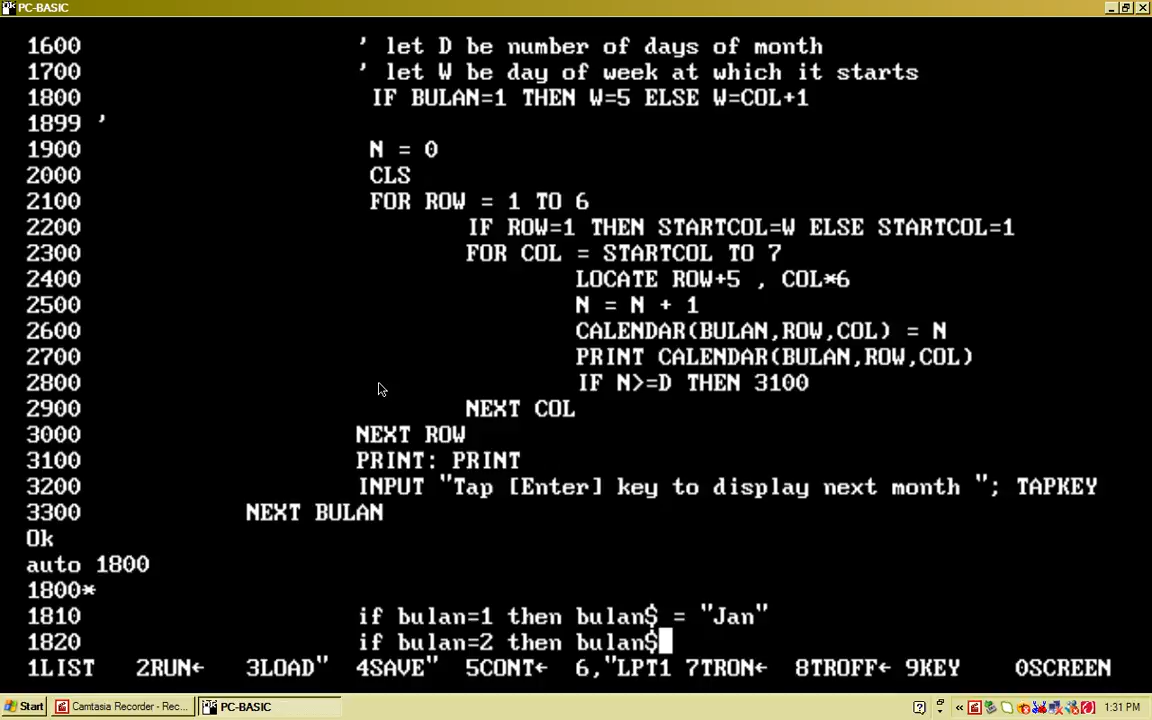 PC-BASIC
1600 ' let D be number of days of month
1700 ' let W be day of week at which it starts
1800 IF BULAN=1 THEN W=5 ELSE W=COL+1
1899 '
1900 N = 0
2000 CLS
2100 FOR ROW = 1 TO 6
2200 IF ROW=1 THEN STARTCOL=W ELSE STARTCOL=1
2300 FOR COL = STARTCOL TO 7
2400 LOCATE ROW+5 , COL*6
2500 N = N + 1
2600 CALENDAR(BULAN,ROW,COL) = N
2700 PRINT CALENDAR(BULAN,ROW,COL)
2800 IF N>=D THEN 3100
2900 NEXT COL
3000 NEXT ROW
3100 PRINT: PRINT
3200 INPUT "Tap [Enter] key to display next month "; TAPKEY
3300 NEXT BULAN
Ok
auto 1800
1800*
1810 if bulan=1 then bulan$ = "Jan"
1820 if bulan=2 then bulan$
1LIST 2RUN← 3LOAD" 4SAVE" 5CONT← 6,"LPT1 7TRON← 8TROFF← 9KEY 0SCREEN
Start Camtasia Recorder - Rec... PC-BASIC 1:31 PM